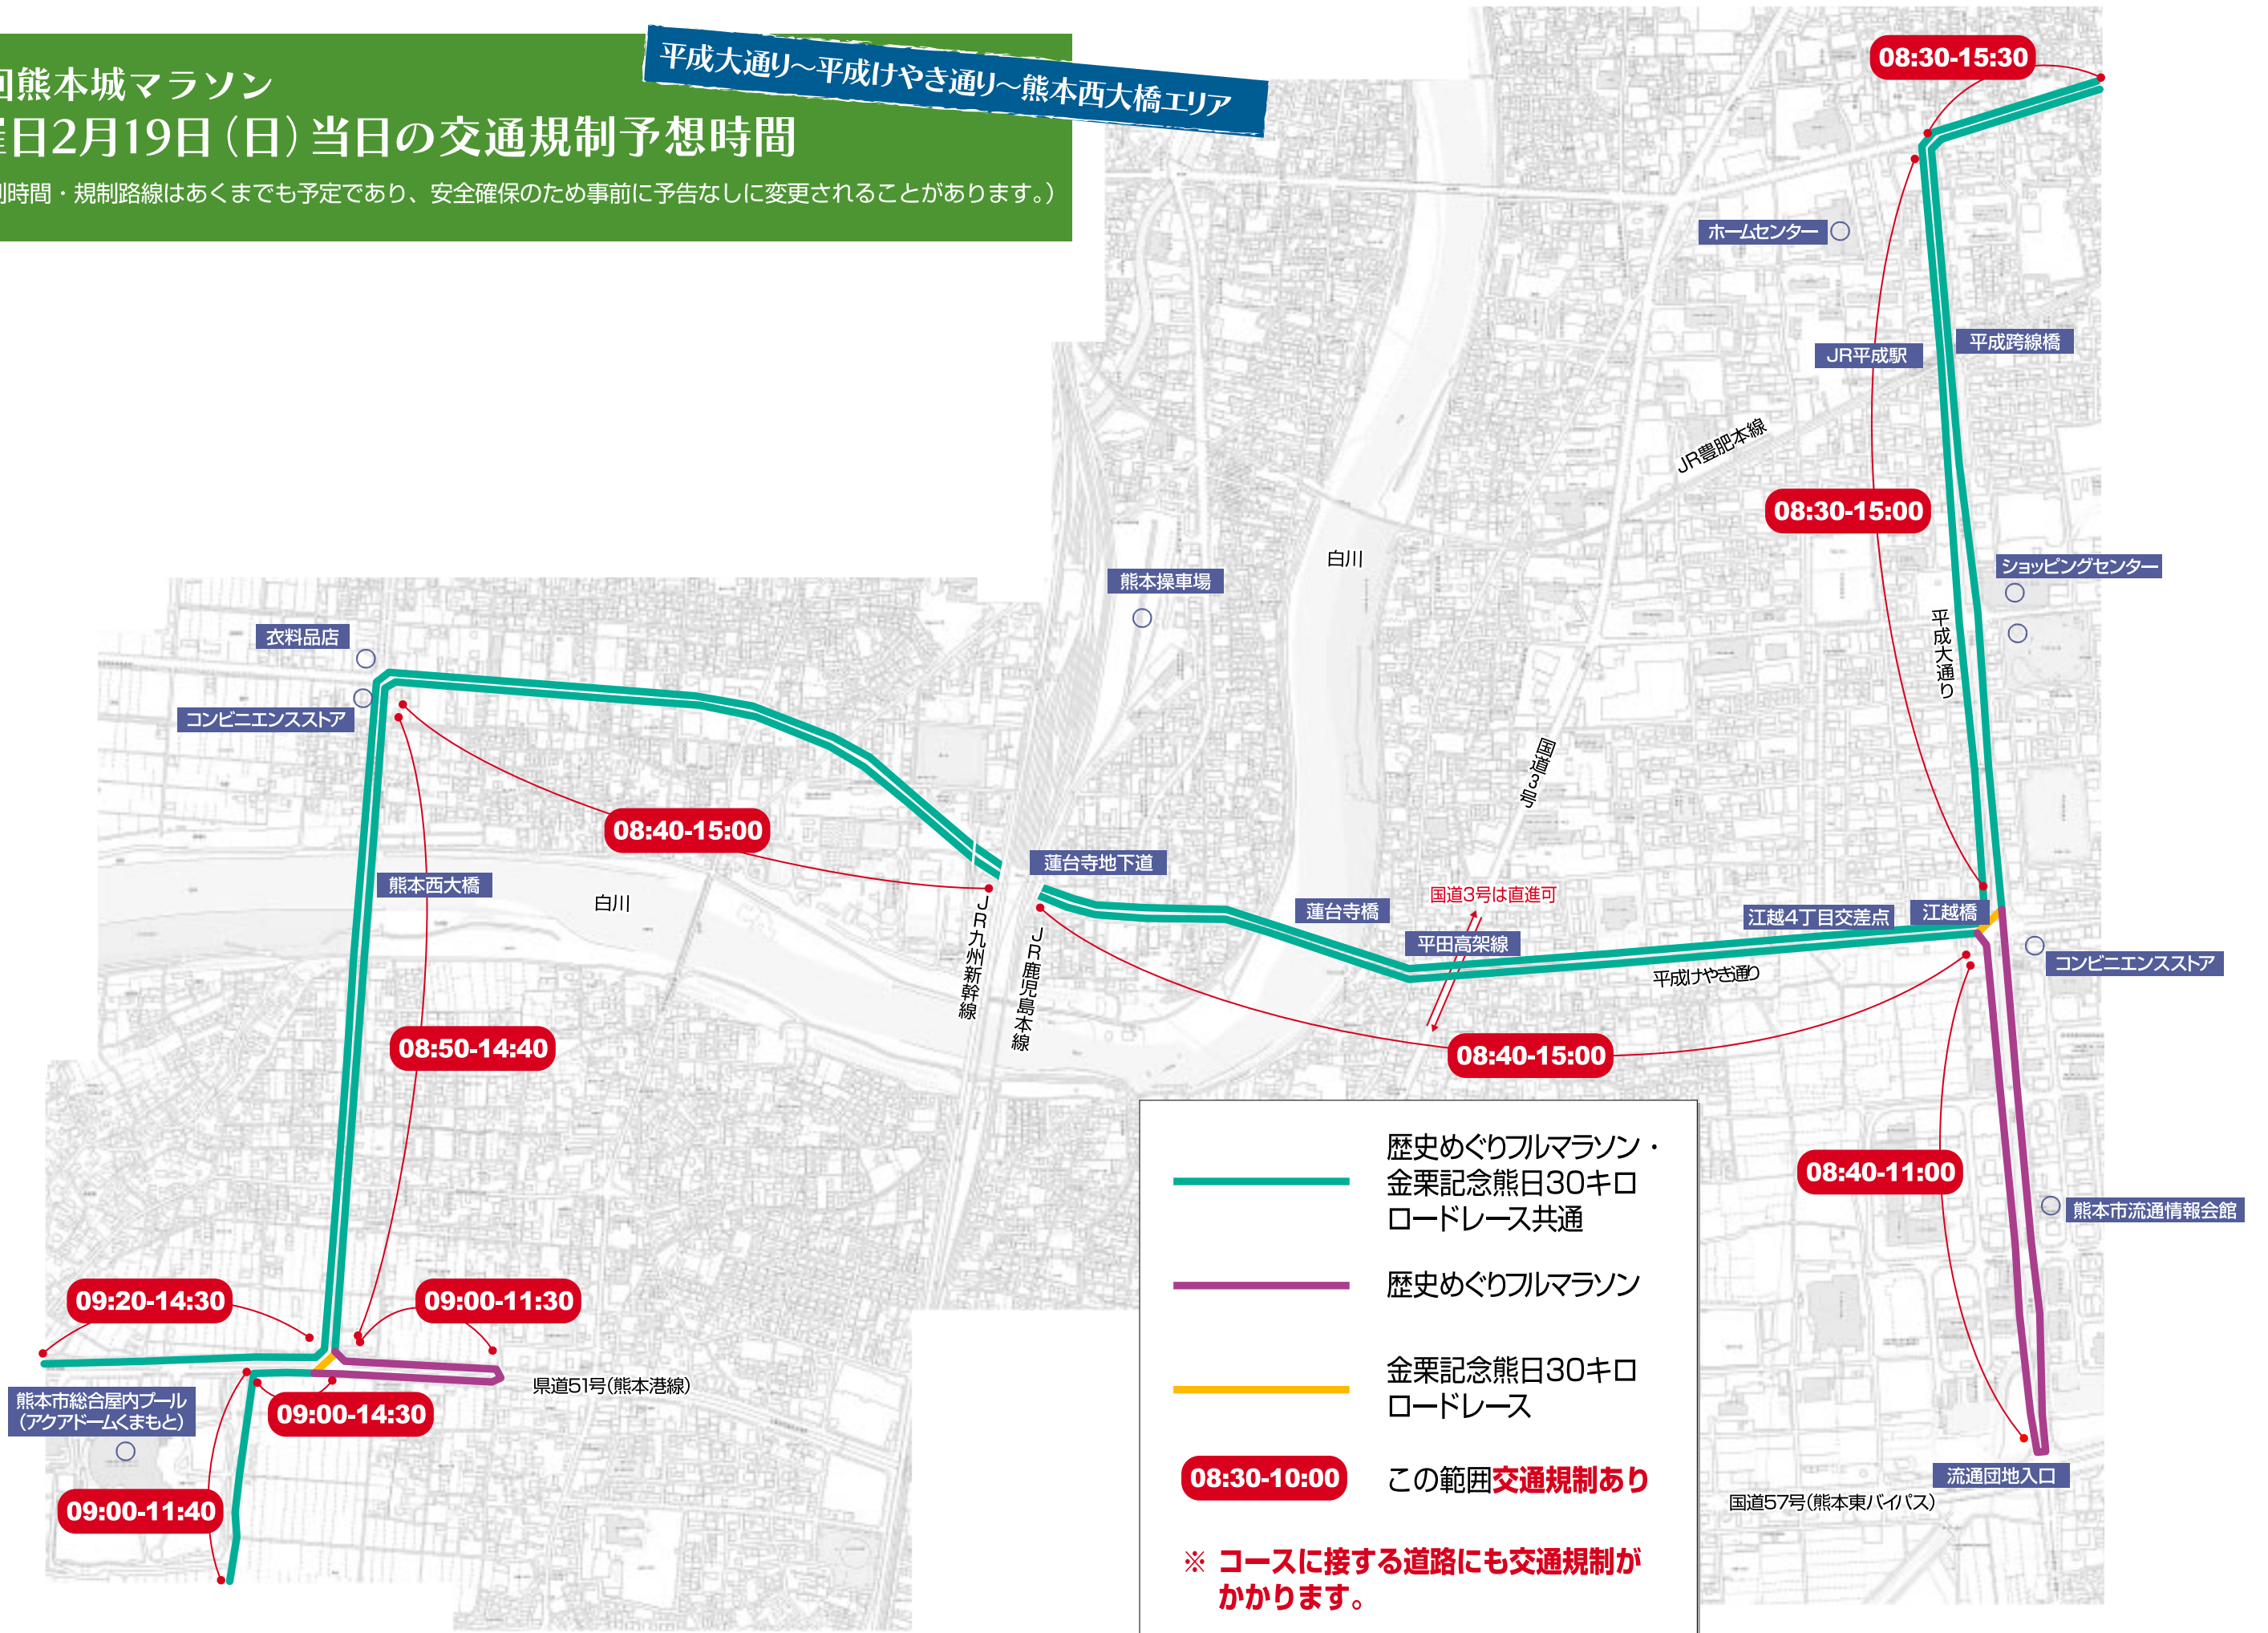 回熊本城マラソン
曜日2月19日（日）当日の交通規制予想時間
制時間・規制路線はあくまでも予定であり、安全確保のため事前に予告なしに変更されることがあります。）
平成大通り～平成けやき通り～熊本西大橋エリア
08:30-15:30
ホームセンター
平成跨線橋
JR平成駅
JR豊肥本線
08:30-15:00
白川
ショッピングセンター
熊本操車場
平成大通り
衣料品店
コンビニエンスストア
国道3号
08:40-15:00
蓮台寺地下道
熊本西大橋
白川
国道3号は直進可
蓮台寺橋
江越4丁目交差点
江越橋
平田高架線
コンビニエンスストア
平成けやき通り
JR九州新幹線
JR鹿児島本線
08:50-14:40
08:40-15:00
08:40-11:00
熊本市流通情報会館
09:20-14:30
09:00-11:30
県道51号(熊本港線)
熊本市総合屋内プール
(アクアドームくまもと)
09:00-14:30
09:00-11:40
流通団地入口
国道57号(熊本東バイパス)
歴史めぐりフルマラソン・
金栗記念熊日30キロ
ロードレース共通
歴史めぐりフルマラソン
金栗記念熊日30キロ
ロードレース
08:30-10:00 この範囲交通規制あり
※ コースに接する道路にも交通規制が
かかります。